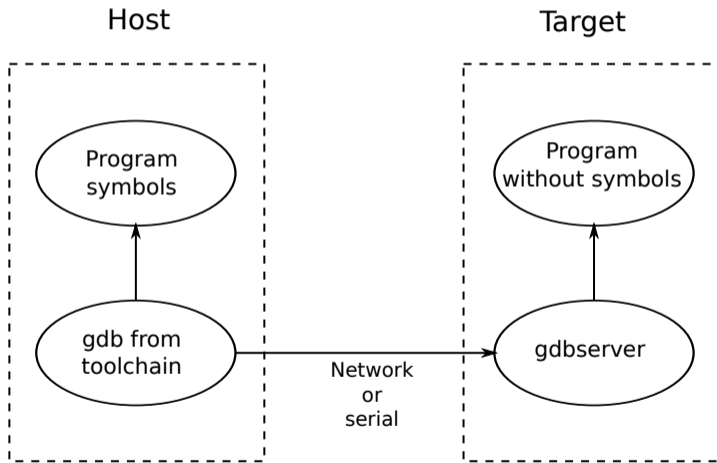 Host
Target
Program
symbols
Program
without symbols
gdb from
toolchain
gdbserver
Network
or
serial